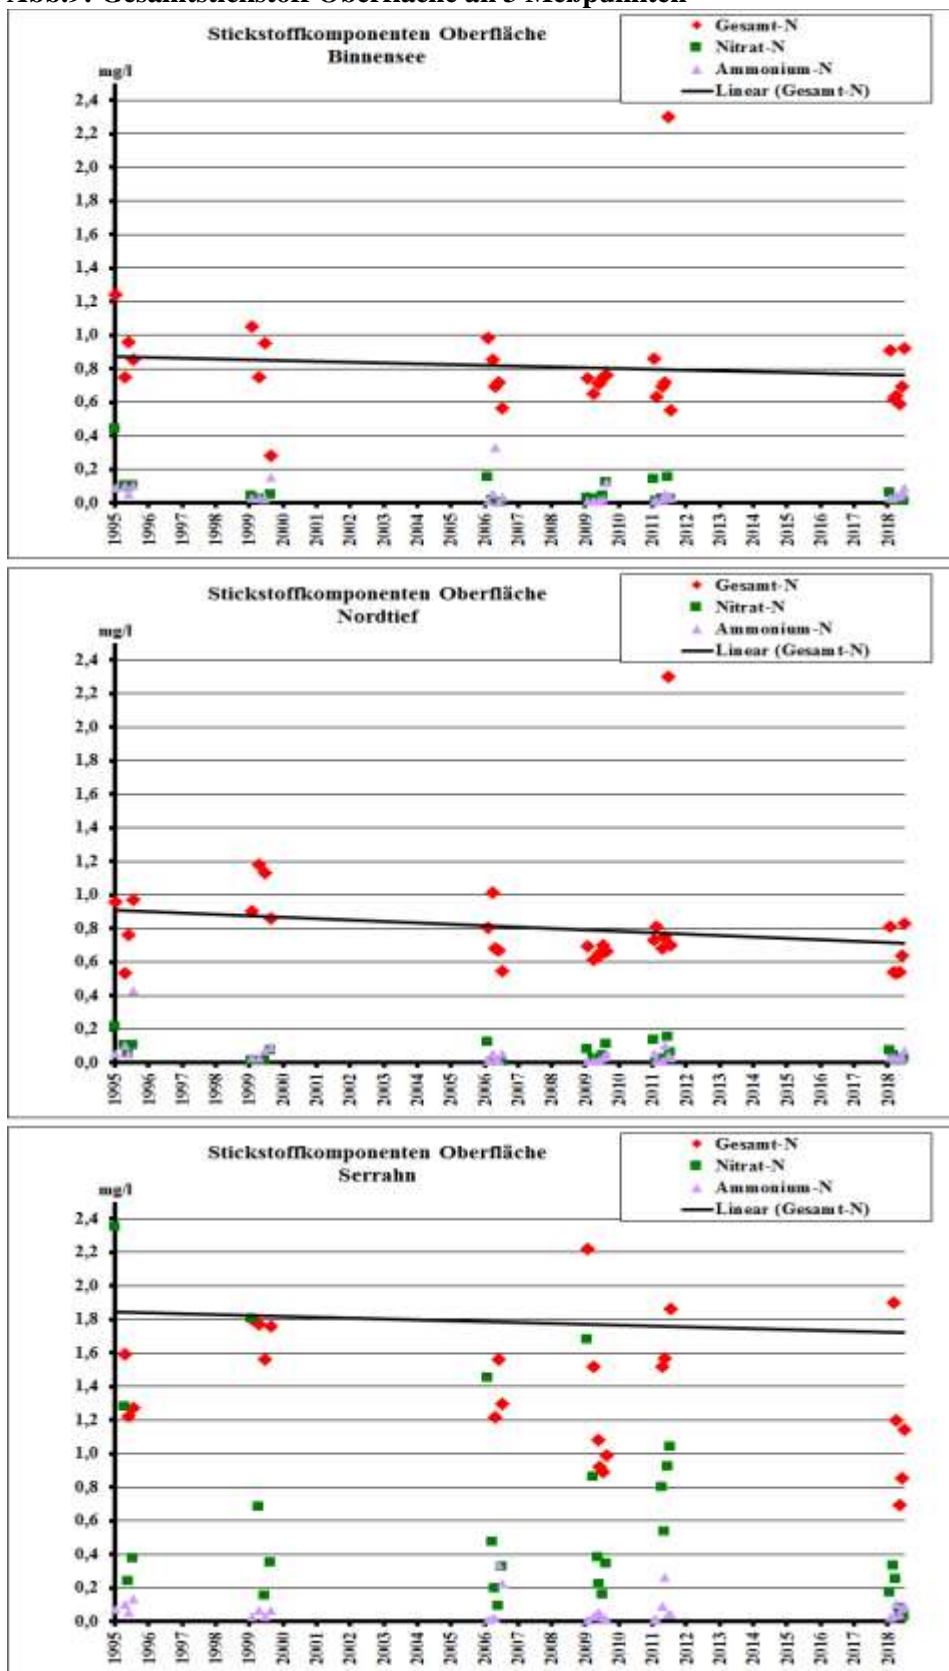 Abb.9: Gesamtstickstoff Oberfläche an 3 Meßpunkten
Stickstoffkomponenten Oberfläche
Binnensee
Gesamt-N
Nitrat-N
Ammonium-N
Linear (Gesamt-N)
mg/l
2,4
2,2
2,0
1,8
1,6
1,4
1,2
1,0
0,8
0,6
0,4
0,2
0,0
1995 1996 1997 1998 1999 2000 2001 2002 2003 2004 2005 2006 2007 2008 2009 2010 2011 2012 2013 2014 2015 2016 2017 2018
Stickstoffkomponenten Oberfläche
Nordtief
Gesamt-N
Nitrat-N
Ammonium-N
Linear (Gesamt-N)
mg/l
2,4
2,2
2,0
1,8
1,6
1,4
1,2
1,0
0,8
0,6
0,4
0,2
0,0
1995 1996 1997 1998 1999 2000 2001 2002 2003 2004 2005 2006 2007 2008 2009 2010 2011 2012 2013 2014 2015 2016 2017 2018
Stickstoffkomponenten Oberfläche
Serrahn
Gesamt-N
Nitrat-N
Ammonium-N
Linear (Gesamt-N)
mg/l
2,4
2,2
2,0
1,8
1,6
1,4
1,2
1,0
0,8
0,6
0,4
0,2
0,0
1995 1996 1997 1998 1999 2000 2001 2002 2003 2004 2005 2006 2007 2008 2009 2010 2011 2012 2013 2014 2015 2016 2017 2018